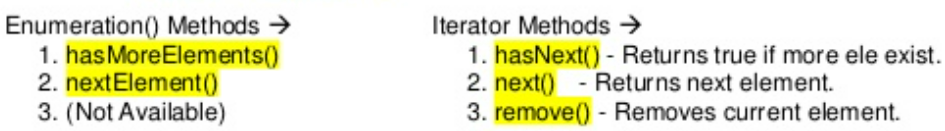 Enumeration() Methods →
1. hasMoreElements()
2. nextElement()
3. (Not Available)
Iterator Methods →
1. hasNext() - Returns true if more ele exist.
2. next() - Returns next element.
3. remove() - Removes current element.